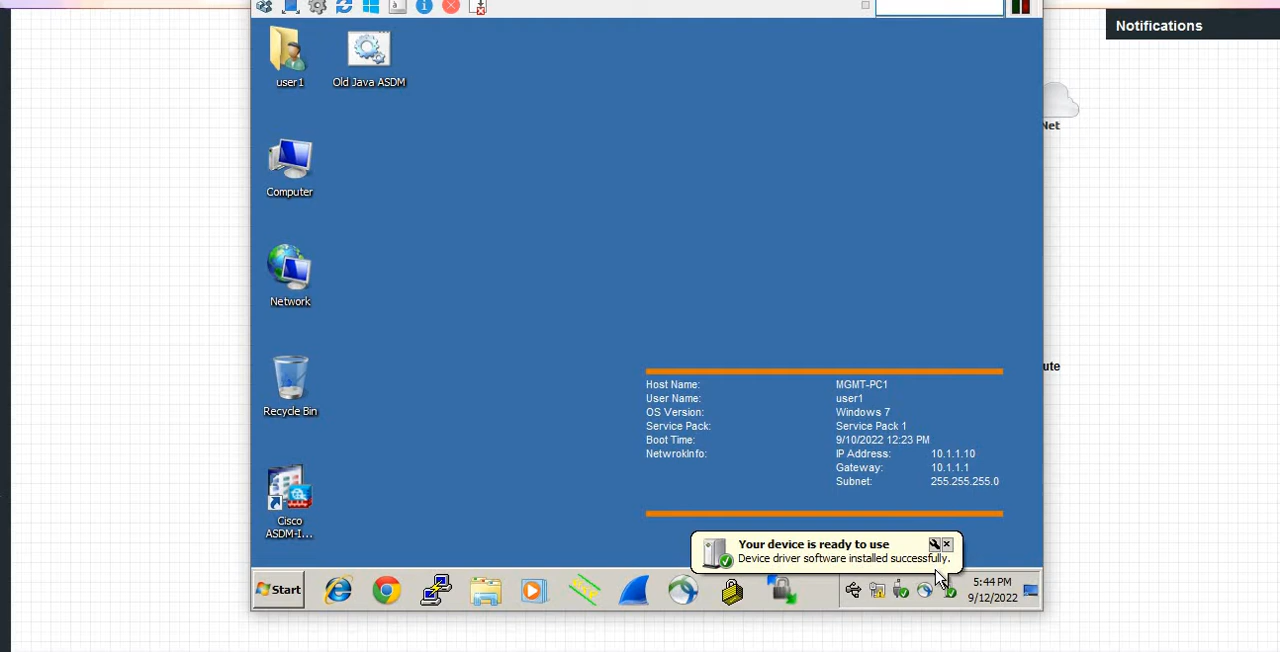 Notifications
user1
Old Java ASDM
Net
Computer
Network
ute
Recycle Bin
Host Name: MGMT-PC1
User Name: user1
OS Version: Windows 7
Service Pack: Service Pack 1
Boot Time: 9/10/2022 12:23 PM
NetwrokInfo: IP Address: 10.1.1.10
Gateway: 10.1.1.1
Subnet: 255.255.255.0
Cisco
ASDM-I...
Your device is ready to use
Device driver software installed successfully.
Start
5:44 PM
9/12/2022